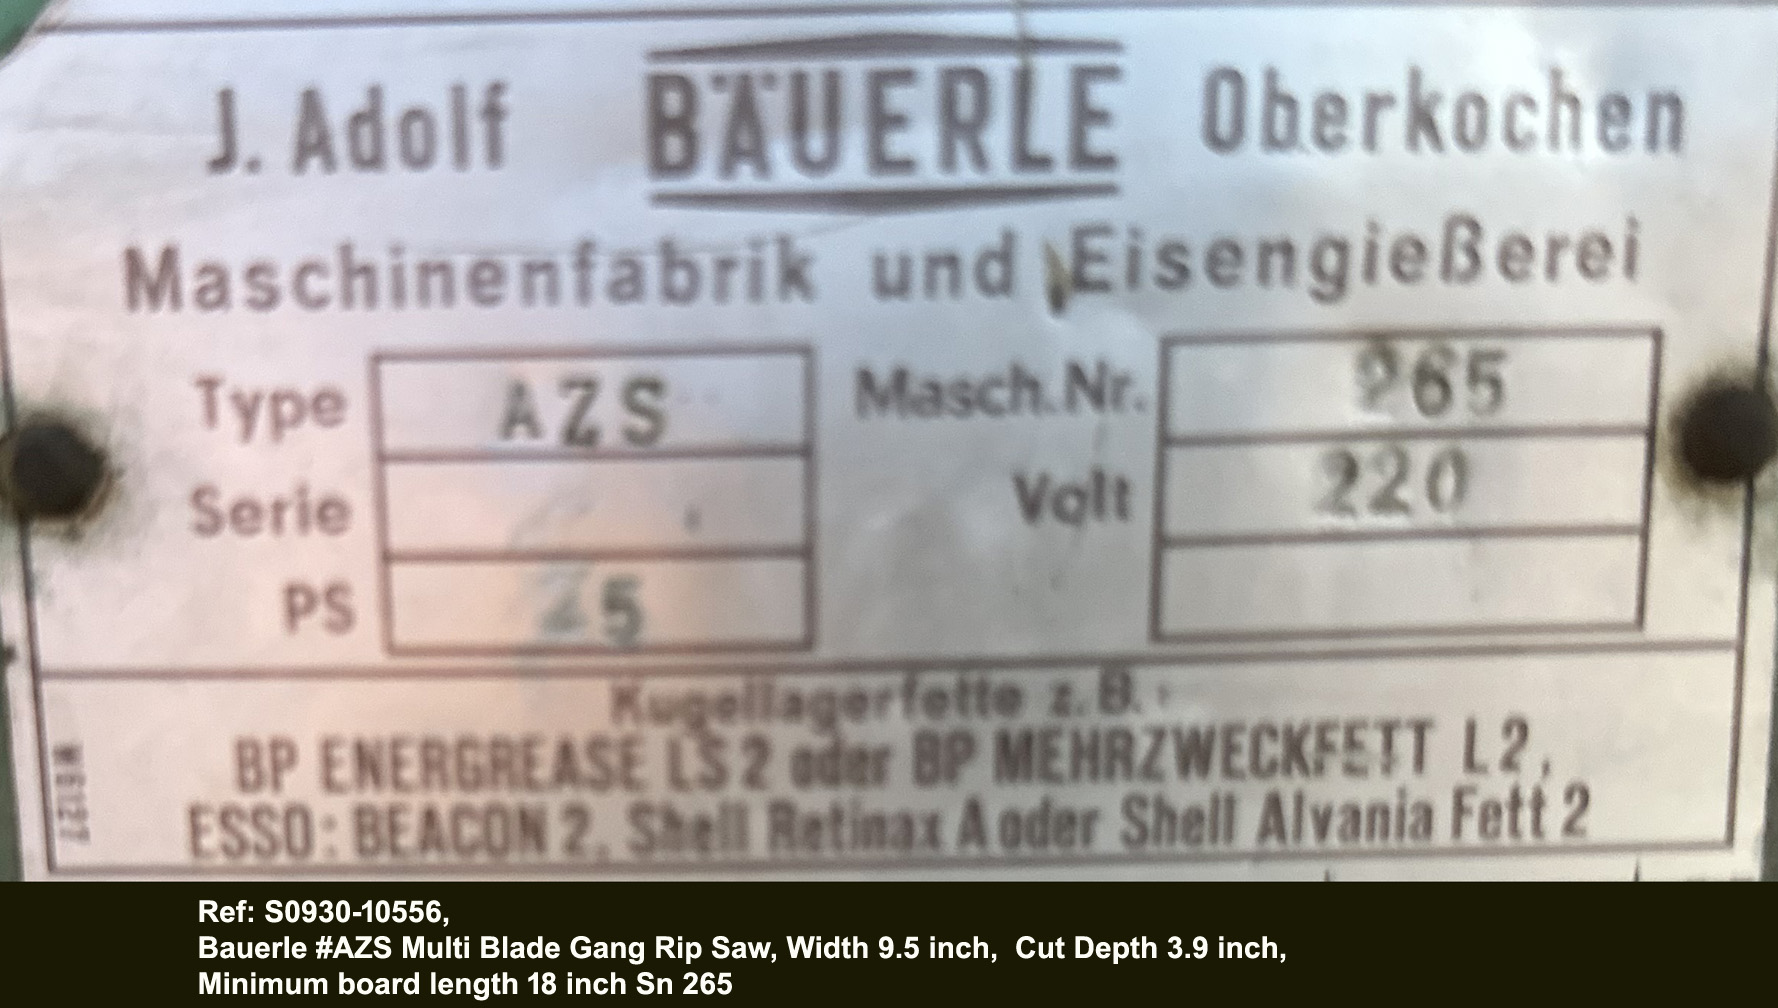 J. Adolf BÄUERLE Oberkochen
Maschinenfabrik und Eisengießerei
Type AZS Masch.Nr. 265
Serie Volt 220
PS 25
Kugellagerfette z.B.:
BP ENERGREASE LS2 oder BP MEHRZWECKFETT L2,
ESSO: BEACON 2, Shell Retinax A oder Shell Alvania Fett 2
Ref: S0930-10556,
Bauerle #AZS Multi Blade Gang Rip Saw, Width 9.5 inch, Cut Depth 3.9 inch,
Minimum board length 18 inch Sn 265